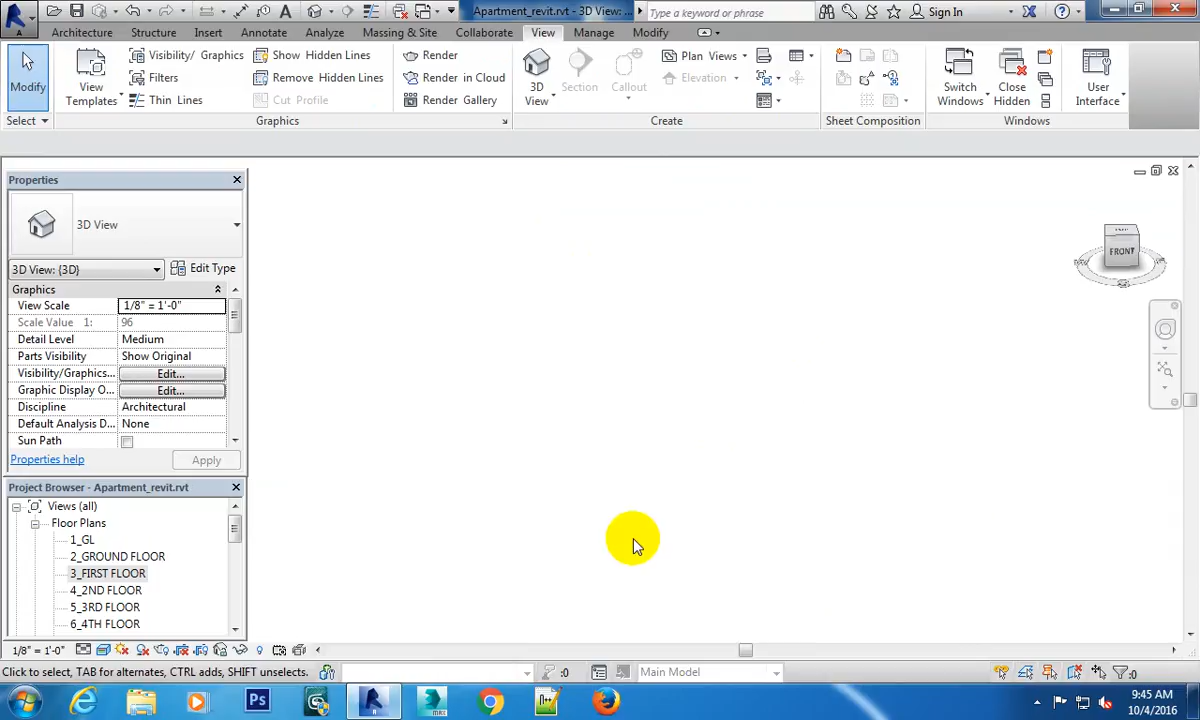 Apartment_revit.rvt - 3D View: ...
Type a keyword or phrase
Sign In
Architecture Structure Insert Annotate Analyze Massing & Site Collaborate View Manage Modify
Modify
Select
View Templates
Visibility/ Graphics
Filters
Thin Lines
Show Hidden Lines
Remove Hidden Lines
Cut Profile
Graphics
Render
Render in Cloud
Render Gallery
3D View
Section
Callout
Plan Views
Elevation
Create
Sheet Composition
Switch Windows
Close Hidden
User Interface
Windows
Properties
3D View
3D View: {3D}
Edit Type
Graphics
View Scale 1/8" = 1'-0"
Scale Value 1: 96
Detail Level Medium
Parts Visibility Show Original
Visibility/Graphics... Edit...
Graphic Display O... Edit...
Discipline Architectural
Default Analysis D... None
Sun Path
Properties help
Apply
Project Browser - Apartment_revit.rvt
Views (all)
Floor Plans
1_GL
2_GROUND FLOOR
3_FIRST FLOOR
4_2ND FLOOR
5_3RD FLOOR
6_4TH FLOOR
FRONT
1/8" = 1'-0"
Click to select, TAB for alternates, CTRL adds, SHIFT unselects.
:0
Main Model
:0
Ps
9:45 AM
10/4/2016